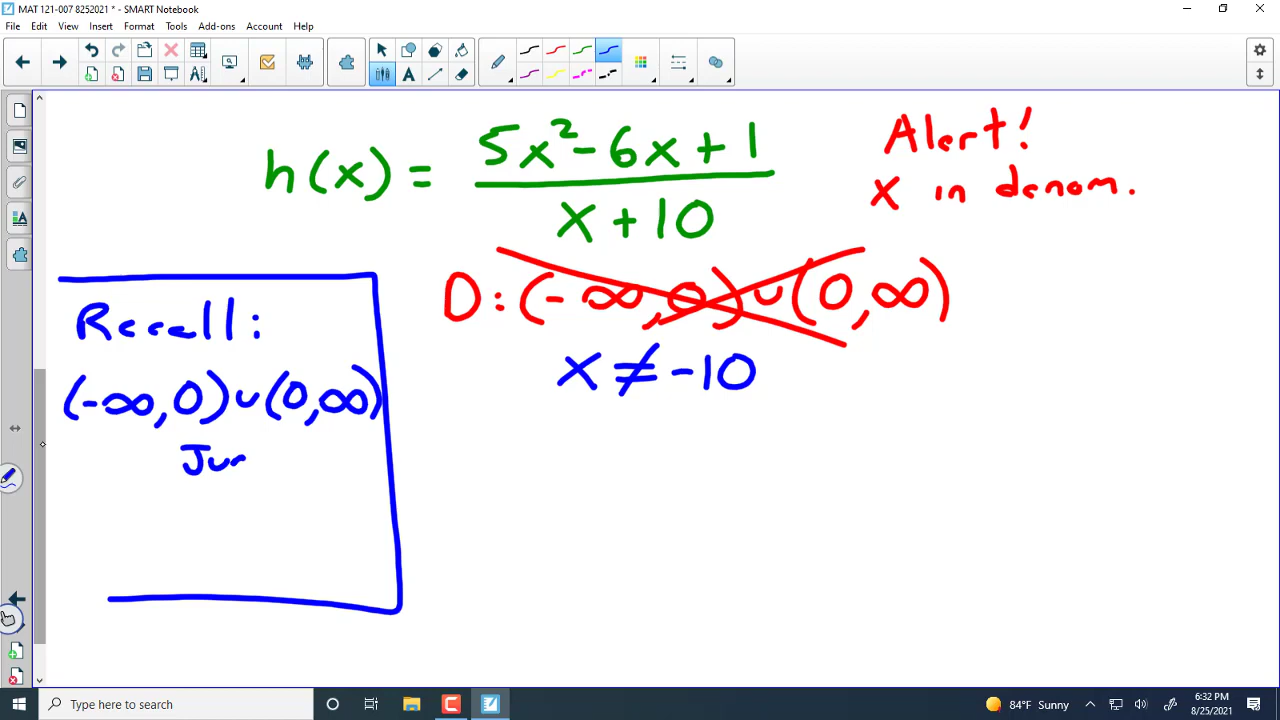 MAT 121-007 8252021 * - SMART Notebook
File Edit View Insert Format Tools Add-ons Account Help
h(x) = (5x² - 6x + 1) / (x + 10)
Alert!
x in denom.
D: (-∞, 0) ∪ (0, ∞)
x ≠ -10
Recall:
(-∞, 0) ∪ (0, ∞)
Jur
Type here to search
84°F Sunny
6:32 PM
8/25/2021